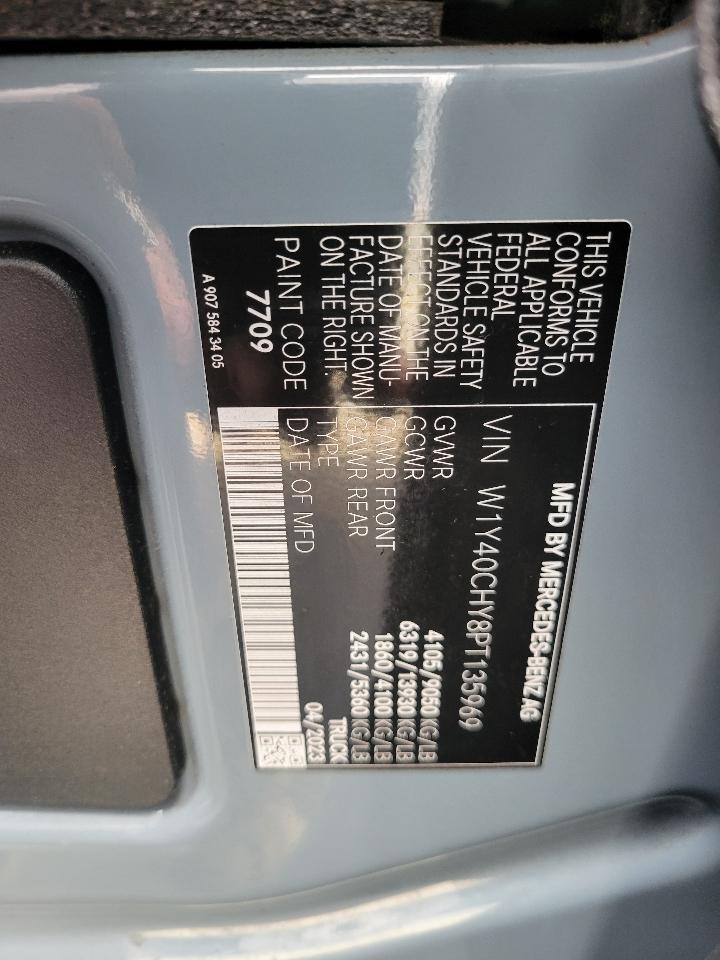 THIS VEHICLE
CONFORMS TO
ALL APPLICABLE
FEDERAL
VEHICLE SAFETY
STANDARDS IN
EFFECT ON THE
DATE OF MANU-
FACTURE SHOWN
ON THE RIGHT.
PAINT CODE
7709
A 907 584 34 05
MFD BY MERCEDES-BENZ AG
VIN W1Y40CHY8PT135969
GVWR 4105/9050 KG/LB
GCWR 6319/13930 KG/LB
GAWR FRONT 1860/4100 KG/LB
GAWR REAR 2431/5360 KG/LB
TYPE TRUCK
DATE OF MFD 04/2023